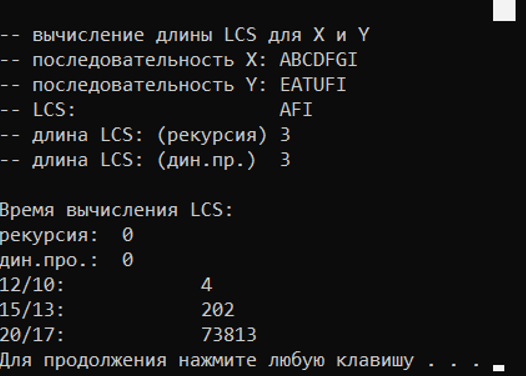 -- вычисление длины LCS для X и Y
-- последовательность X: ABCDFGI
-- последовательность Y: EATUFI
-- LCS: AFI
-- длина LCS: (рекурсия) 3
-- длина LCS: (дин.пр.) 3
Время вычисления LCS:
рекурсия: 0
дин.про.: 0
12/10: 4
15/13: 202
20/17: 73813
Для продолжения нажмите любую клавишу . . .